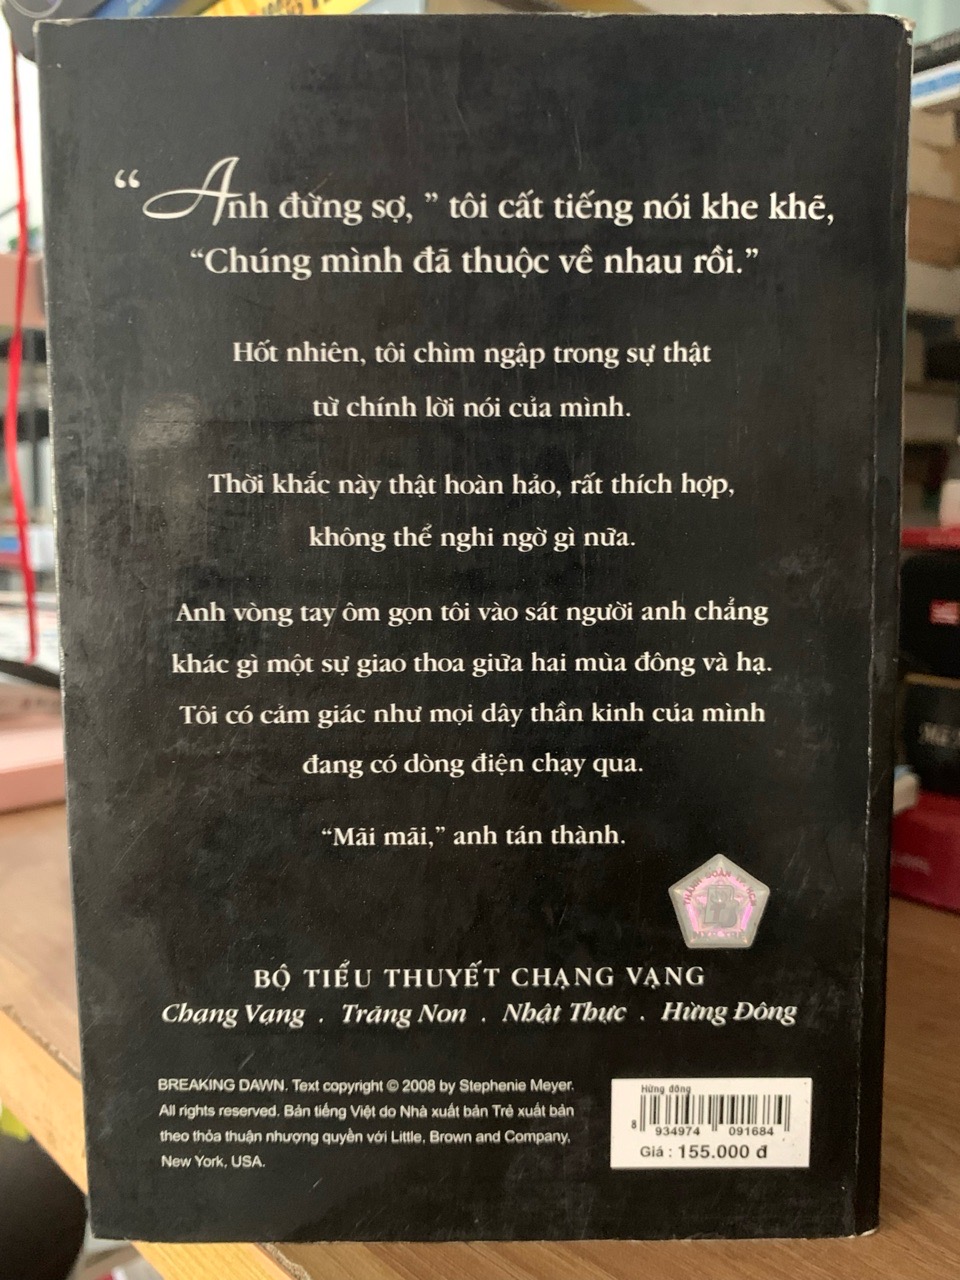 “Anh đừng sợ, ” tôi cất tiếng nói khe khẽ,
“Chúng mình đã thuộc về nhau rồi.”
Hốt nhiên, tôi chìm ngập trong sự thật
từ chính lời nói của mình.
Thời khắc này thật hoàn hảo, rất thích hợp,
không thể nghi ngờ gì nữa.
Anh vòng tay ôm gọn tôi vào sát người anh chẳng
khác gì một sự giao thoa giữa hai mùa đông và hạ.
Tôi có cảm giác như mọi dây thần kinh của mình
đang có dòng điện chạy qua.
“Mãi mãi,” anh tán thành.
BỘ TIỂU THUYẾT CHẠNG VẠNG
Chạng Vạng . Trăng Non . Nhật Thực . Hừng Đông
BREAKING DAWN. Text copyright © 2008 by Stephenie Meyer.
All rights reserved. Bản tiếng Việt do Nhà xuất bản Trẻ xuất bản
theo thỏa thuận nhượng quyền với Little, Brown and Company,
New York, USA.
Hừng đông
8 934974 091684
Giá : 155.000 đ